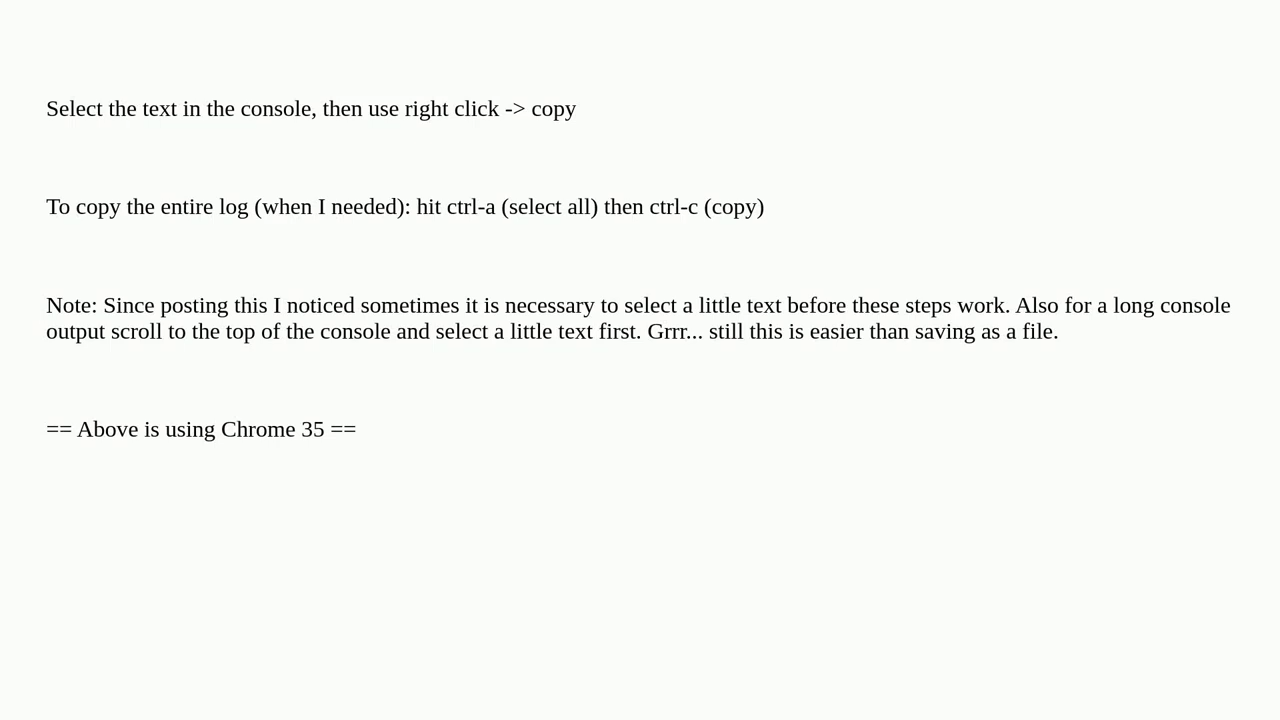 Select the text in the console, then use right click -> copy
To copy the entire log (when I needed): hit ctrl-a (select all) then ctrl-c (copy)
Note: Since posting this I noticed sometimes it is necessary to select a little text before these steps work. Also for a long console
output scroll to the top of the console and select a little text first. Grrr... still this is easier than saving as a file.
== Above is using Chrome 35 ==